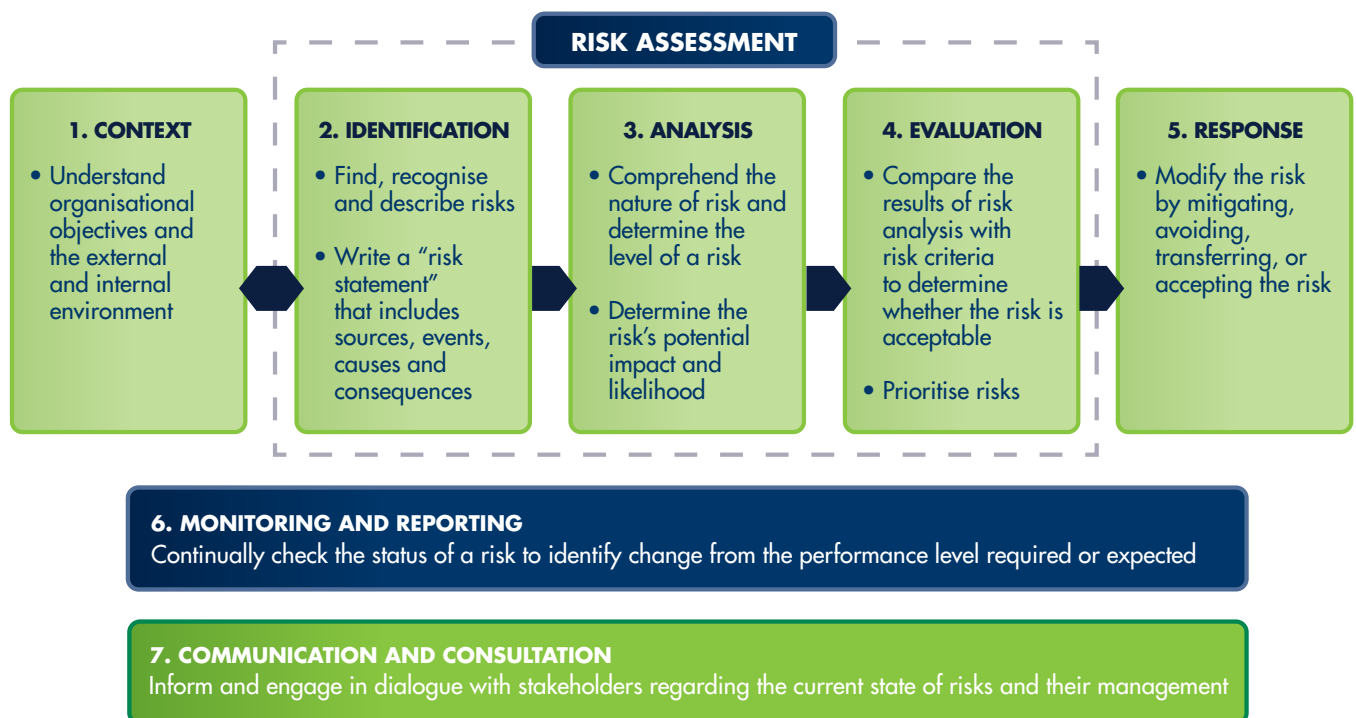 RISK ASSESSMENT
1. CONTEXT
• Understand
organisational
objectives and
the external
and internal
environment
2. IDENTIFICATION
• Find, recognise
and describe risks
• Write a “risk
statement”
that includes
sources, events,
causes and
consequences
3. ANALYSIS
• Comprehend the
nature of risk and
determine the
level of a risk
• Determine the
risk’s potential
impact and
likelihood
4. EVALUATION
• Compare the
results of risk
analysis with
risk criteria
to determine
whether the risk is
acceptable
• Prioritise risks
5. RESPONSE
• Modify the risk
by mitigating,
avoiding,
transferring, or
accepting the risk
6. MONITORING AND REPORTING
Continually check the status of a risk to identify change from the performance level required or expected
7. COMMUNICATION AND CONSULTATION
Inform and engage in dialogue with stakeholders regarding the current state of risks and their management